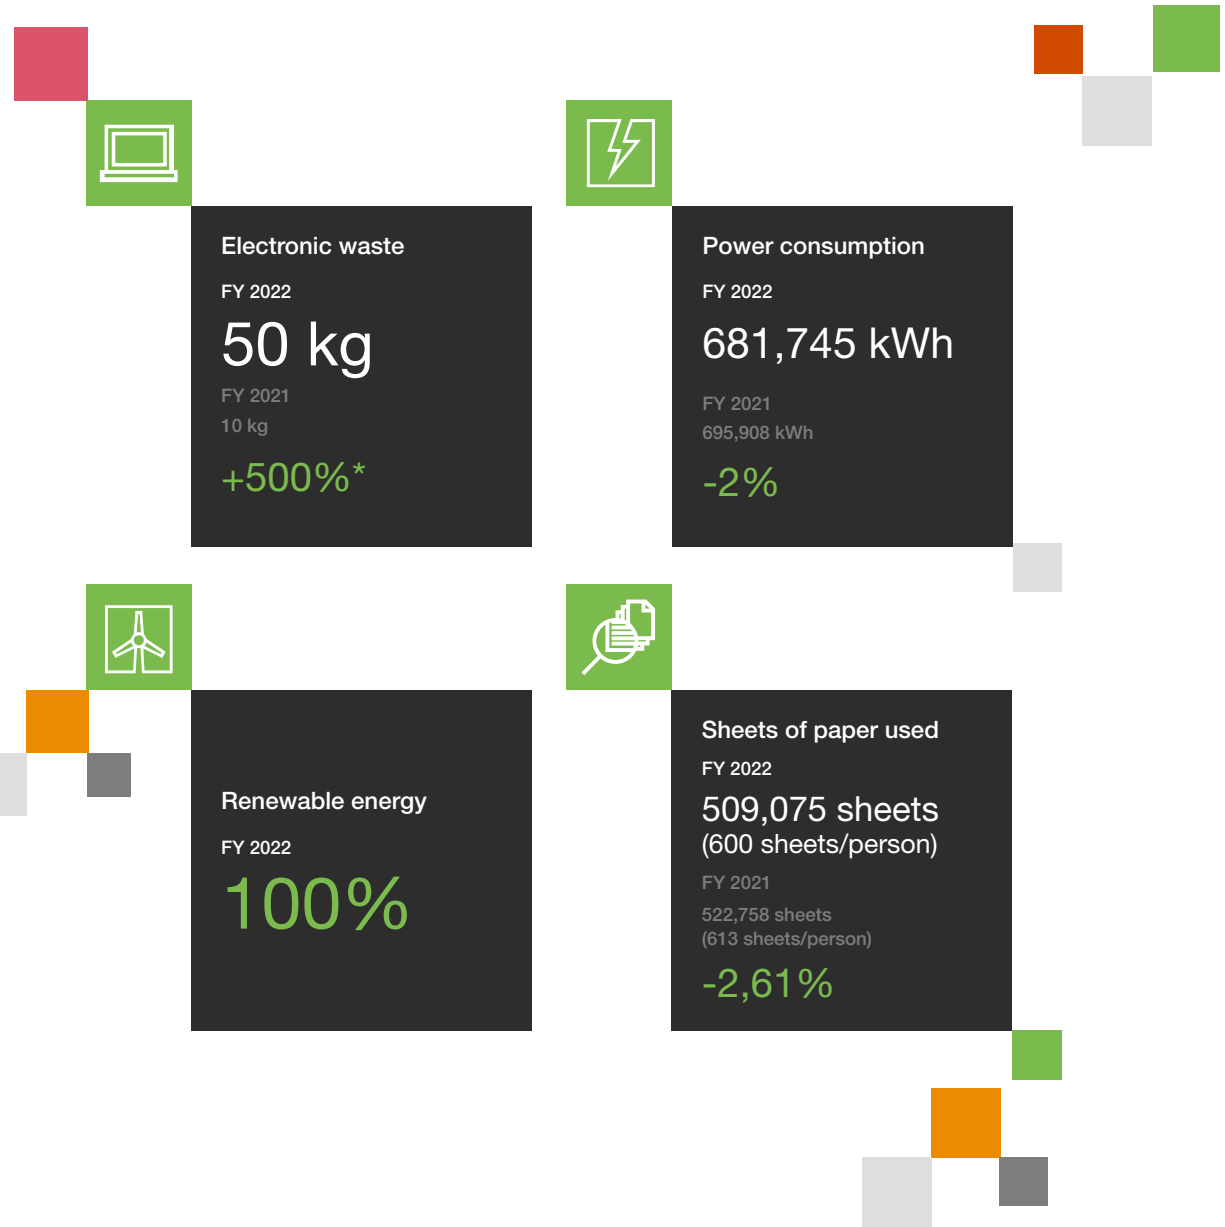 Electronic waste
FY 2022
50 kg
FY 2021
10 kg
+500%*
Power consumption
FY 2022
681,745 kWh
FY 2021
695,908 kWh
-2%
Renewable energy
FY 2022
100%
Sheets of paper used
FY 2022
509,075 sheets
(600 sheets/person)
FY 2021
522,758 sheets
(613 sheets/person)
-2,61%